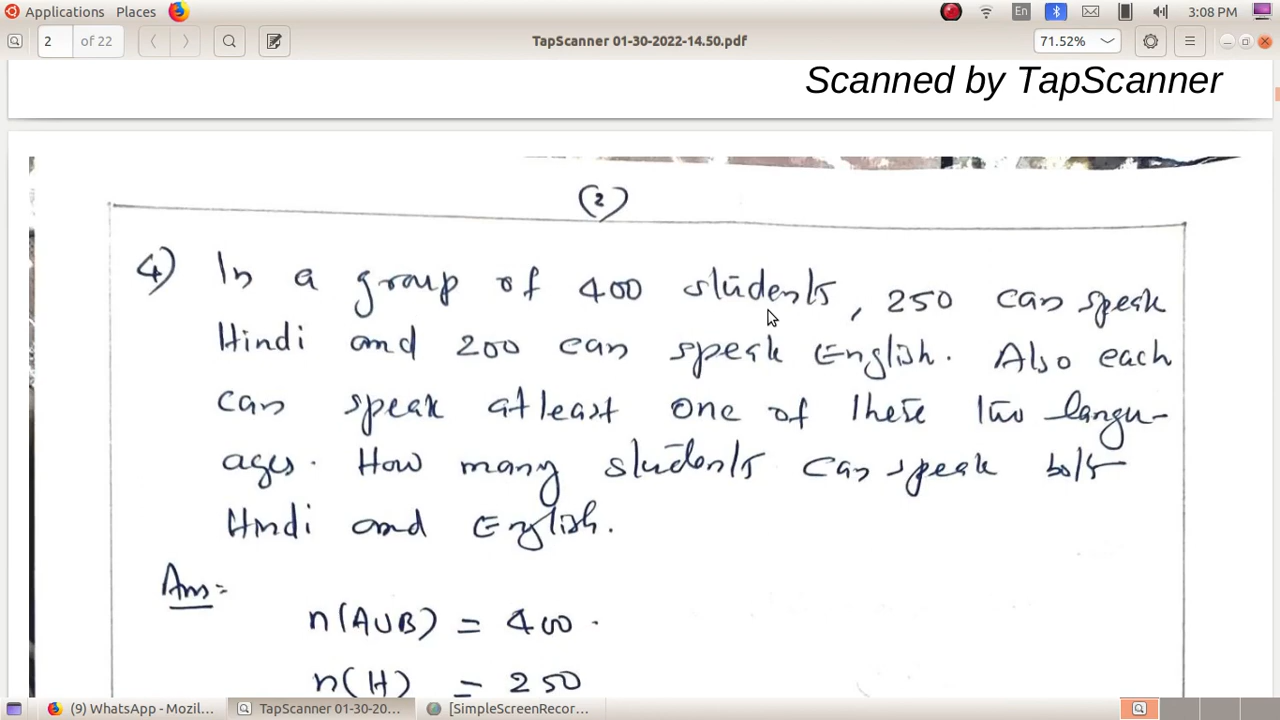 Applications Places En 3:08 PM
2 of 22 TapScanner 01-30-2022-14.50.pdf 71.52%
Scanned by TapScanner
(2)
4) In a group of 400 students, 250 can speak
Hindi and 200 can speak English. Also each
can speak atleast one of these two langu-
ages. How many students can speak both
Hindi and English.
Ans:
n(AUB) = 400.
n(H) = 250
(9) WhatsApp - Mozil... TapScanner 01-30-20... [SimpleScreenRecor...